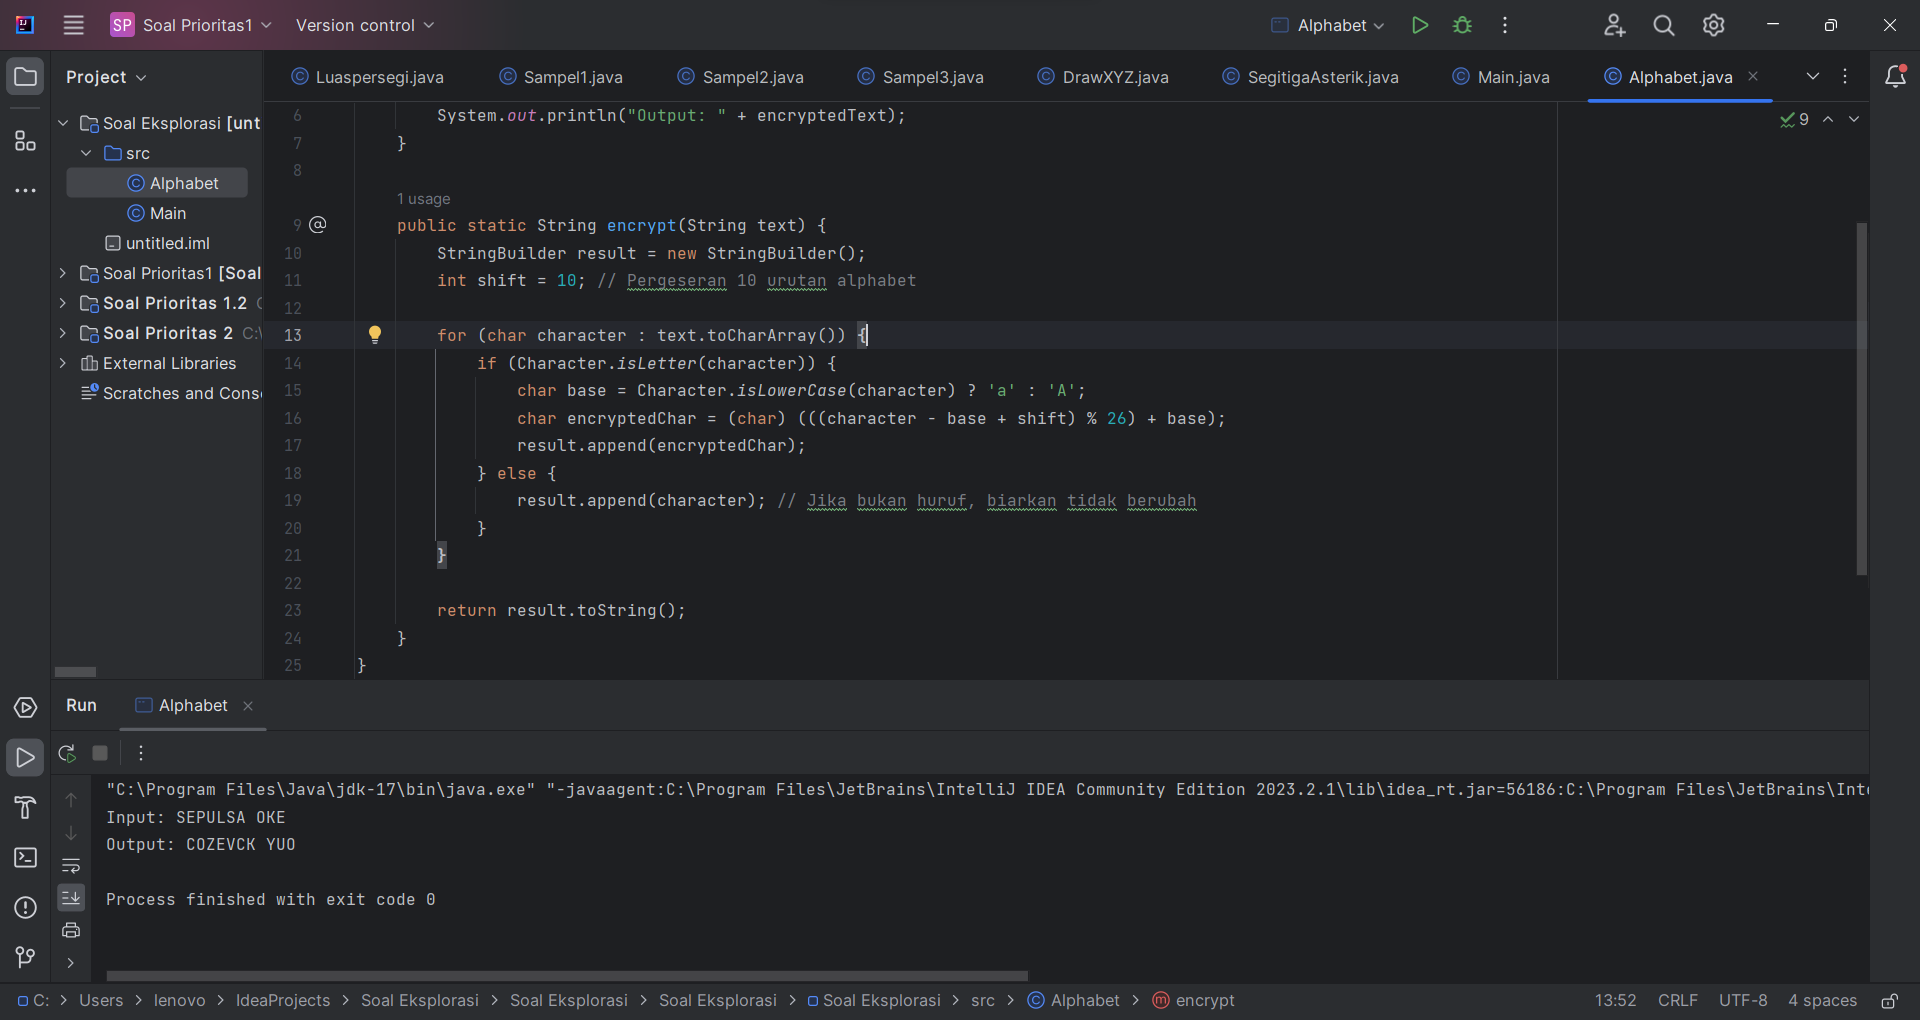 SP Soal Prioritas1 Version control Alphabet
Project
Luaspersegi.java Sampel1.java Sampel2.java Sampel3.java DrawXYZ.java SegitigaAsterik.java Main.java Alphabet.java
Soal Eksplorasi [unt
src
Alphabet
Main
untitled.iml
Soal Prioritas1 [Soal
Soal Prioritas 1.2 C
Soal Prioritas 2 C:\
External Libraries
Scratches and Conso
9
6 System.out.println("Output: " + encryptedText);
7 }
8
1 usage
9 @ public static String encrypt(String text) {
10 StringBuilder result = new StringBuilder();
11 int shift = 10; // Pergeseran 10 urutan alphabet
12
13 for (char character : text.toCharArray()) {
14 if (Character.isLetter(character)) {
15 char base = Character.isLowerCase(character) ? 'a' : 'A';
16 char encryptedChar = (char) (((character - base + shift) % 26) + base);
17 result.append(encryptedChar);
18 } else {
19 result.append(character); // Jika bukan huruf, biarkan tidak berubah
20 }
21 }
22
23 return result.toString();
24 }
25 }
Run Alphabet
"C:\Program Files\Java\jdk-17\bin\java.exe" "-javaagent:C:\Program Files\JetBrains\IntelliJ IDEA Community Edition 2023.2.1\lib\idea_rt.jar=56186:C:\Program Files\JetBrains\Inte
Input: SEPULSA OKE
Output: COZEVCK YUO
Process finished with exit code 0
C: > Users > lenovo > IdeaProjects > Soal Eksplorasi > Soal Eksplorasi > Soal Eksplorasi > Soal Eksplorasi > src > Alphabet > encrypt 13:52 CRLF UTF-8 4 spaces